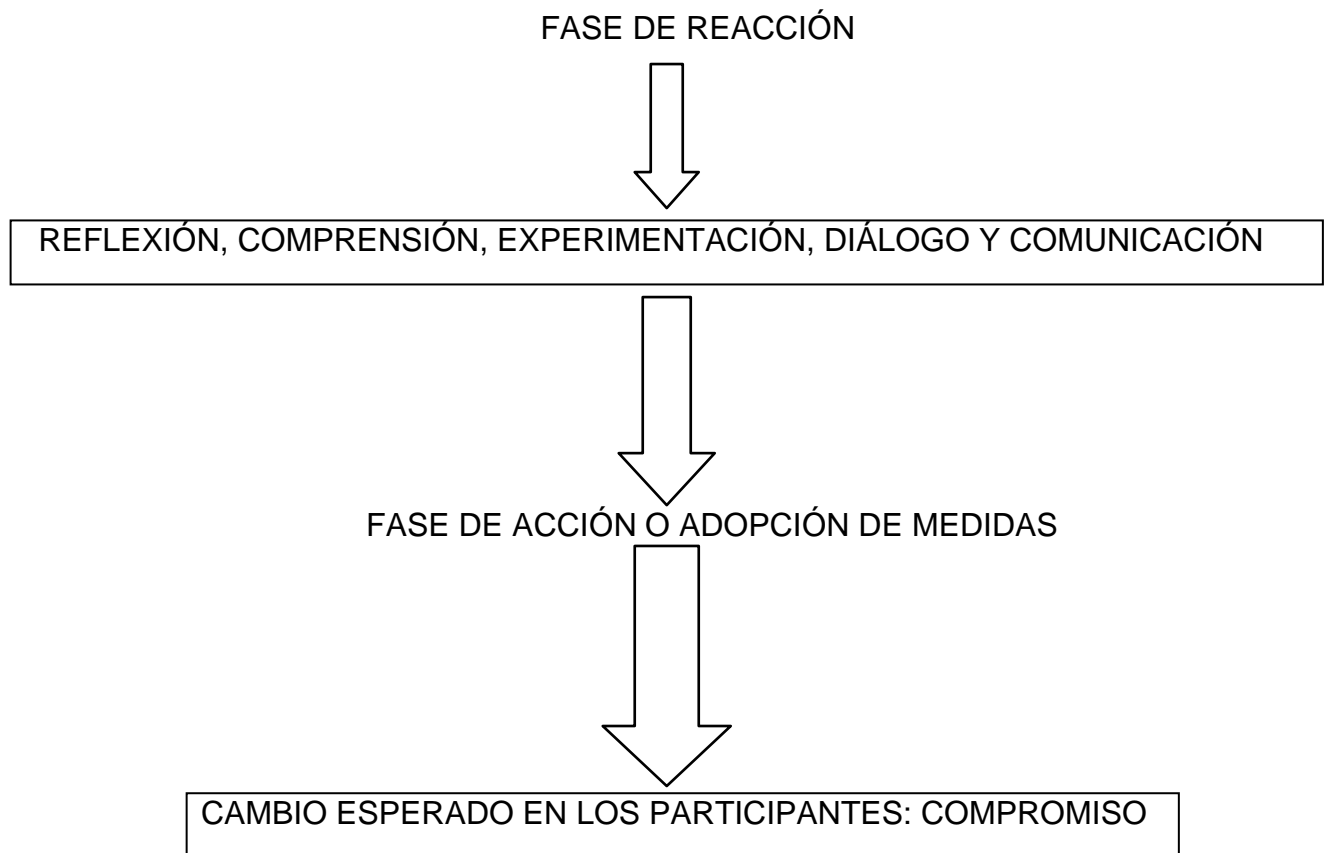 FASE DE REACCIÓN
REFLEXIÓN, COMPRENSIÓN, EXPERIMENTACIÓN, DIÁLOGO Y COMUNICACIÓN
FASE DE ACCIÓN O ADOPCIÓN DE MEDIDAS
CAMBIO ESPERADO EN LOS PARTICIPANTES: COMPROMISO